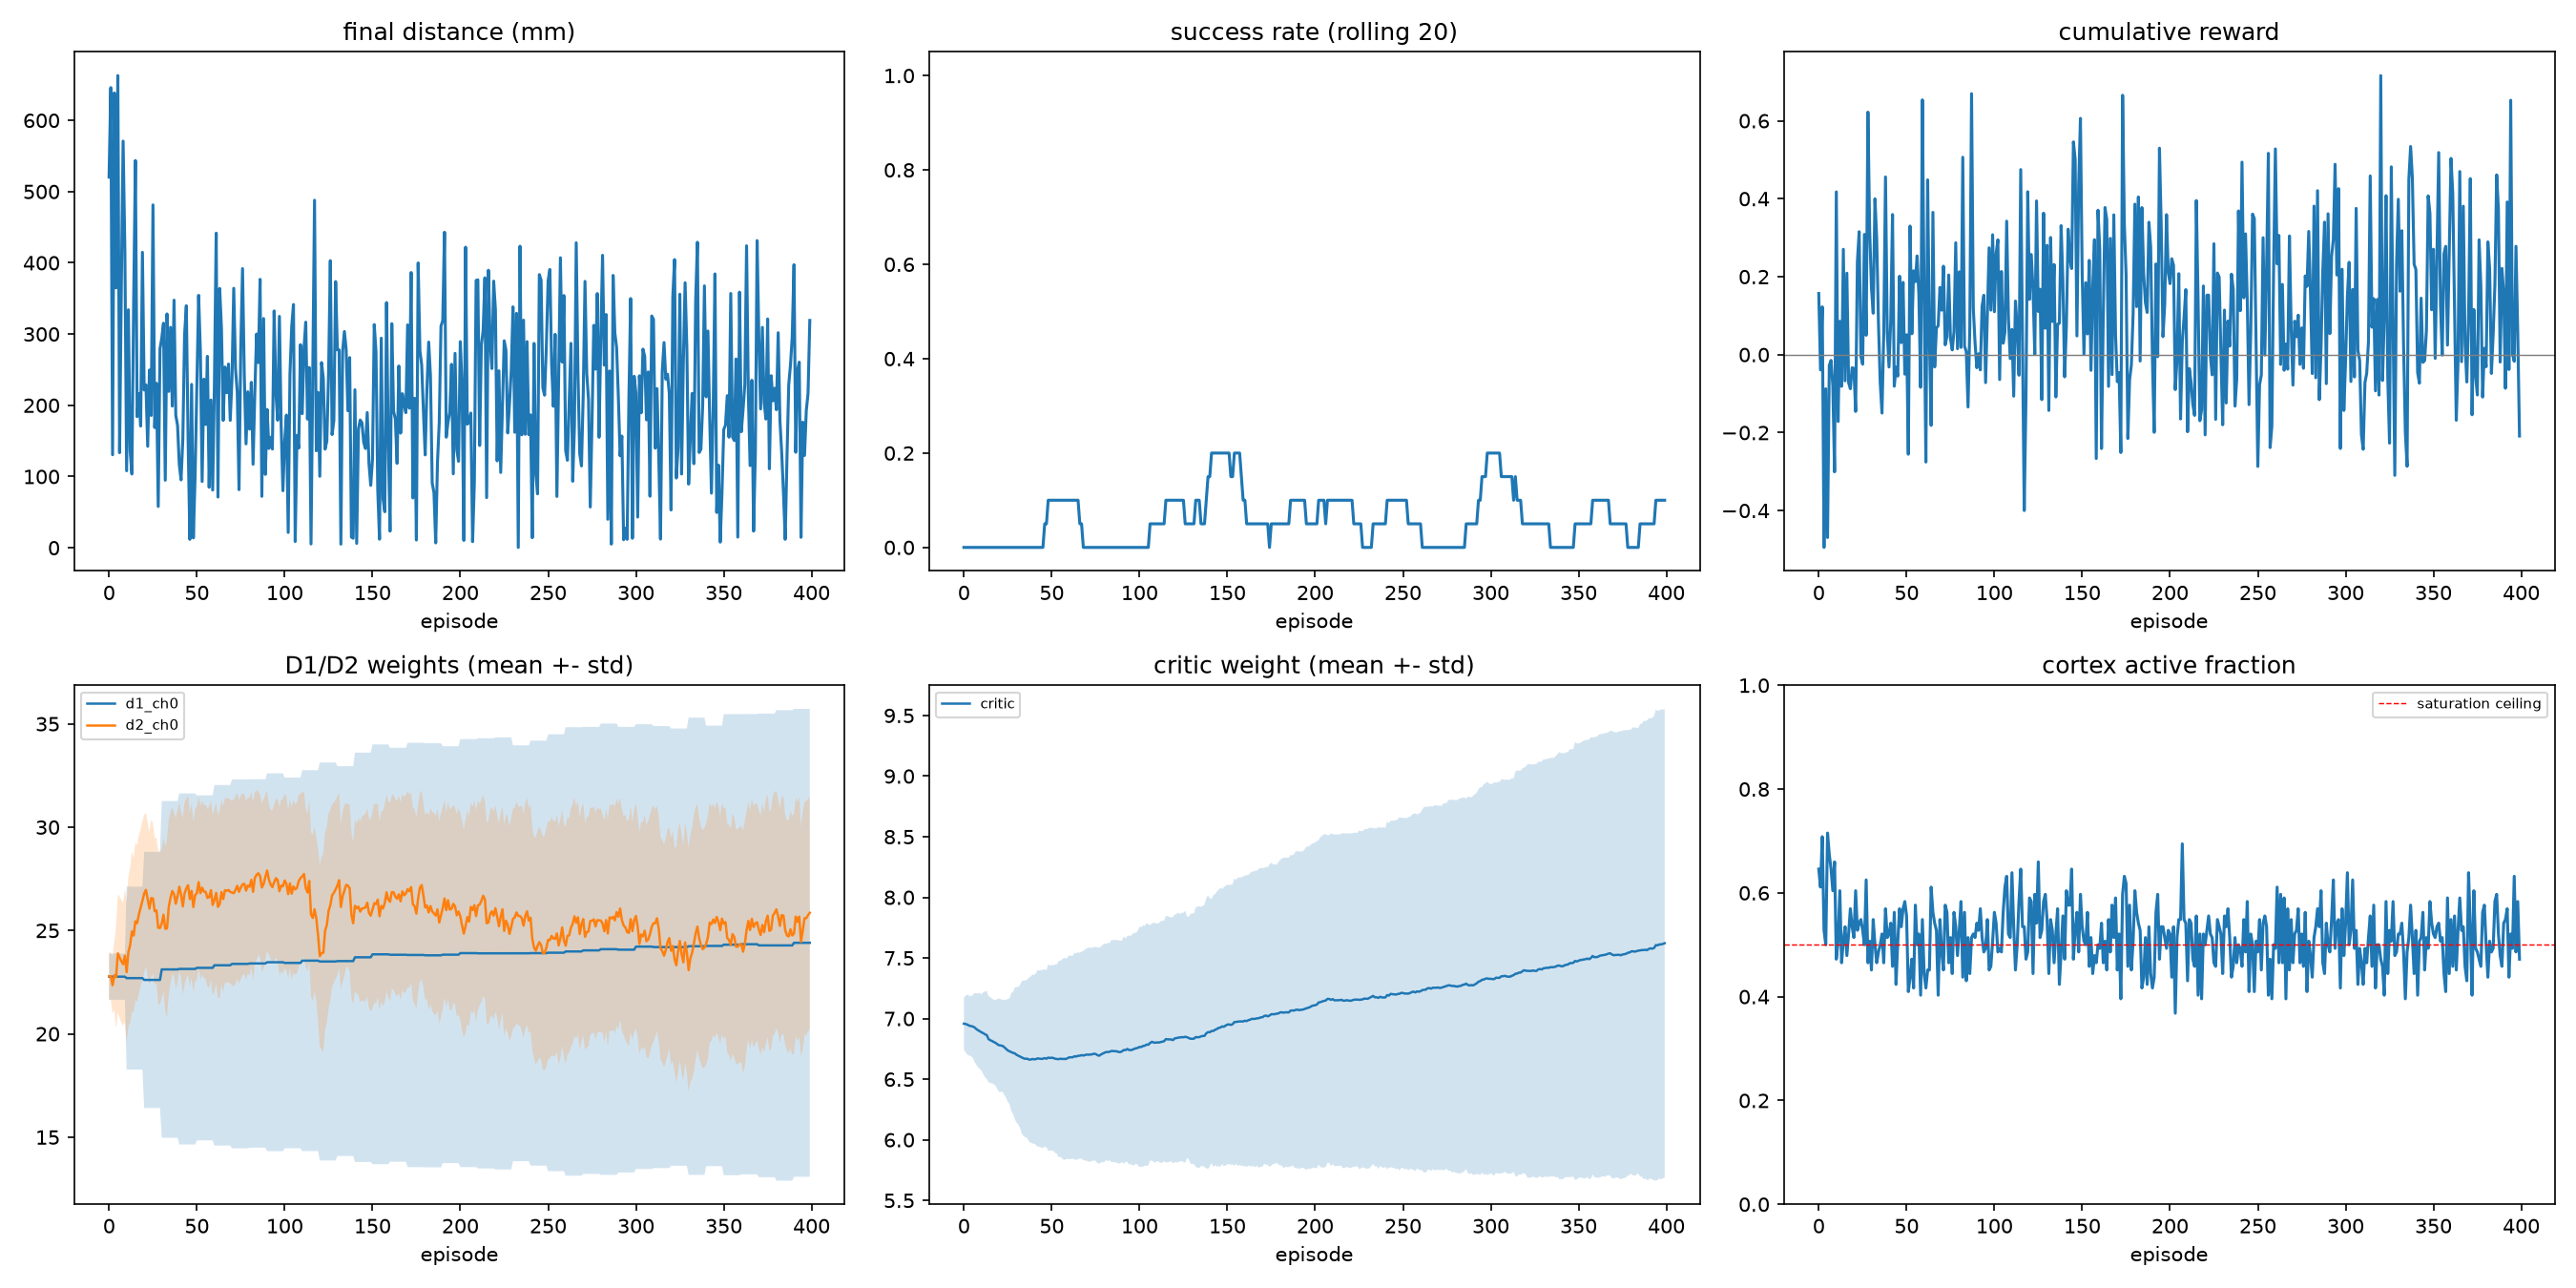 final distance (mm)
600
500
400
300
200
100
0
0 50 100 150 200 250 300 350 400
episode
success rate (rolling 20)
1.0
0.8
0.6
0.4
0.2
0.0
0 50 100 150 200 250 300 350 400
episode
cumulative reward
0.6
0.4
0.2
0.0
−0.2
−0.4
0 50 100 150 200 250 300 350 400
episode
D1/D2 weights (mean +- std)
d1_ch0
d2_ch0
35
30
25
20
15
0 50 100 150 200 250 300 350 400
episode
critic weight (mean +- std)
critic
9.5
9.0
8.5
8.0
7.5
7.0
6.5
6.0
5.5
0 50 100 150 200 250 300 350 400
episode
cortex active fraction
saturation ceiling
1.0
0.8
0.6
0.4
0.2
0.0
0 50 100 150 200 250 300 350 400
episode